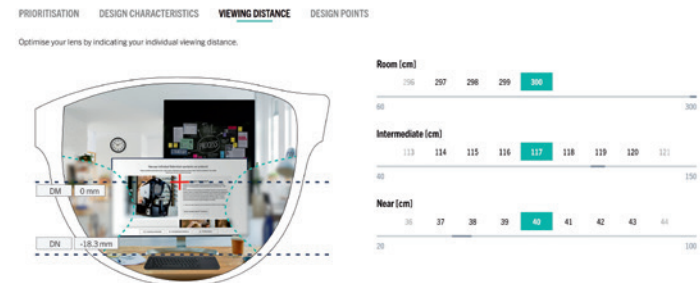 PRIORITISATION DESIGN CHARACTERISTICS VIEWING DISTANCE DESIGN POINTS
Optimise your lens by indicating your individual viewing distance.
Room [cm]
296 297 298 299 300
60 300
Intermediate [cm]
113 114 115 116 117 118 119 120 121
40 150
Near [cm]
36 37 38 39 40 41 42 43 44
20 100
DM 0 mm
DN -18.3 mm